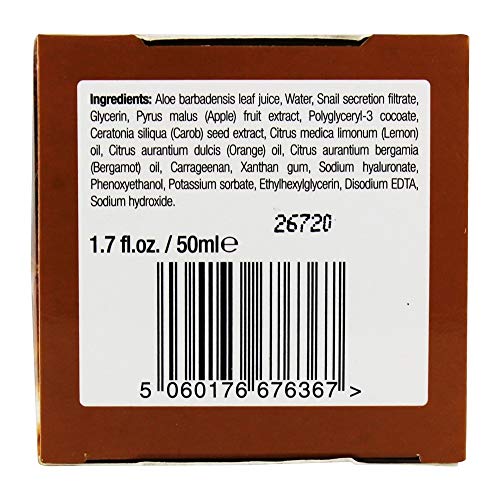 Ingredients: Aloe barbadensis leaf juice, Water, Snail secretion filtrate,
Glycerin, Pyrus malus (Apple) fruit extract, Polyglyceryl-3 cocoate,
Ceratonia siliqua (Carob) seed extract, Citrus medica limonum (Lemon)
oil, Citrus aurantium dulcis (Orange) oil, Citrus aurantium bergamia
(Bergamot) oil, Carrageenan, Xanthan gum, Sodium hyaluronate,
Phenoxyethanol, Potassium sorbate, Ethylhexylglycerin, Disodium EDTA,
Sodium hydroxide.
26720
1.7 fl.oz. / 50ml℮
5 060176 676367 >